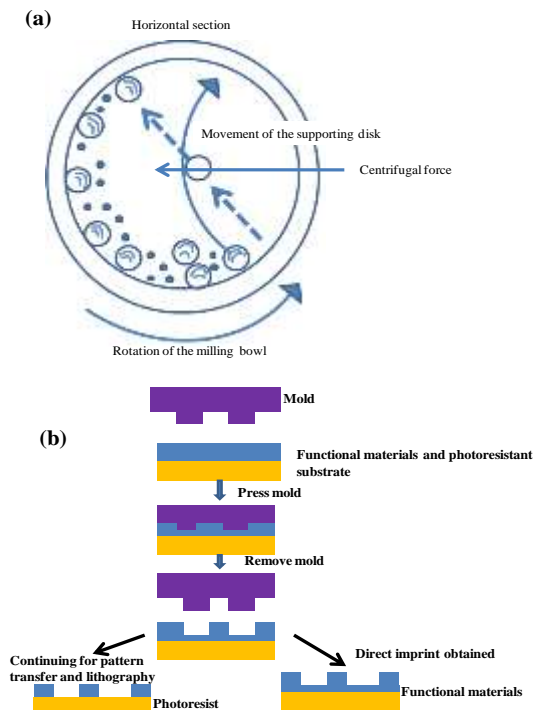 (a)
Horizontal section
Movement of the supporting disk
Centrifugal force
Rotation of the milling bowl
Mold
(b)
Functional materials and photoresistant
substrate
Press mold
Remove mold
Continuing for pattern
transfer and lithography
Photoresist
Direct imprint obtained
Functional materials